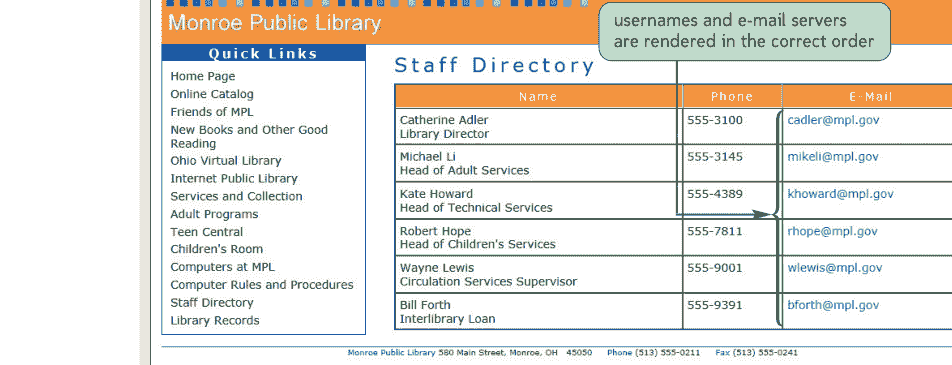 Monroe Public Library
usernames and e-mail servers
are rendered in the correct order
Quick Links
Home Page
Online Catalog
Friends of MPL
New Books and Other Good
Reading
Ohio Virtual Library
Internet Public Library
Services and Collection
Adult Programs
Teen Central
Children's Room
Computers at MPL
Computer Rules and Procedures
Staff Directory
Library Records
Staff Directory
Name Phone E-Mail
Catherine Adler 555-3100 cadler@mpl.gov
Library Director
Michael Li 555-3145 mikeli@mpl.gov
Head of Adult Services
Kate Howard 555-4389 khoward@mpl.gov
Head of Technical Services
Robert Hope 555-7811 rhope@mpl.gov
Head of Children's Services
Wayne Lewis 555-9001 wlewis@mpl.gov
Circulation Services Supervisor
Bill Forth 555-9391 bforth@mpl.gov
Interlibrary Loan
Monroe Public Library 580 Main Street, Monroe, OH 45050 Phone (513) 555-0211 Fax (513) 555-0241